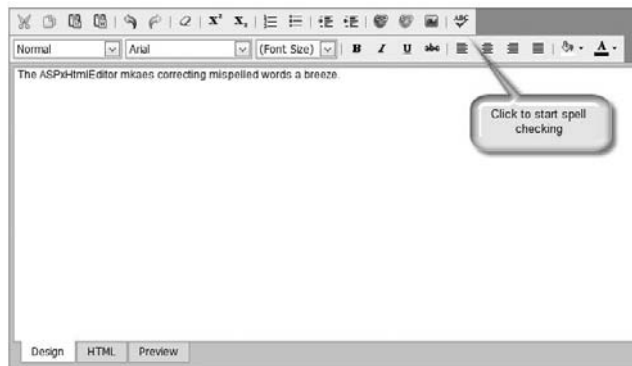 ABC
Normal Arial (Font Size) B I U abc A
The ASPxHtmlEditor mkaes correcting mispelled words a breeze.
Click to start spell
checking
Design HTML Preview